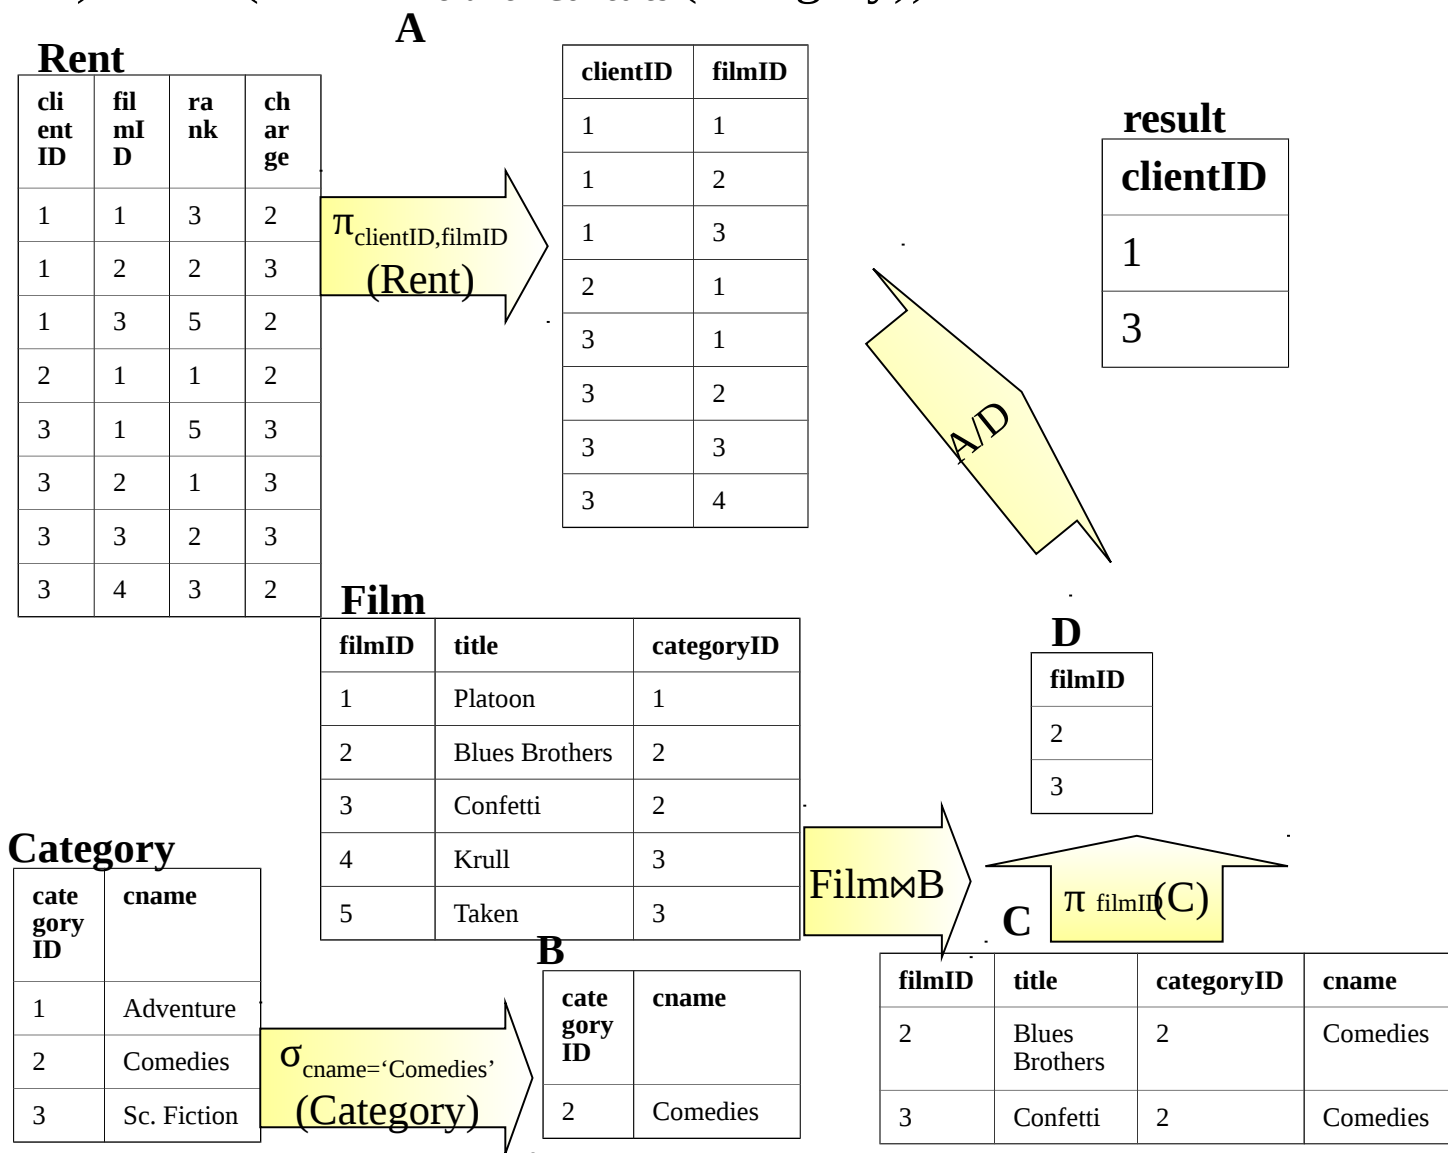 A
Rent
cli ent ID fil mI D ra nk ch ar ge
1 1 3 2
1 2 2 3
1 3 5 2
2 1 1 2
3 1 5 3
3 2 1 3
3 3 2 3
3 4 3 2
π clientID,filmID
(Rent)
clientID filmID
1 1
1 2
1 3
2 1
3 1
3 2
3 3
3 4
result
clientID
1
3
A/D
Film
filmID title categoryID
1 Platoon 1
2 Blues Brothers 2
3 Confetti 2
4 Krull 3
5 Taken 3
D
filmID
2
3
Category
cate gory ID cname
1 Adventure
2 Comedies
3 Sc. Fiction
σ cname=‘Comedies’
(Category)
B
cate gory ID cname
2 Comedies
Film⋈B
π filmID(C)
C
filmID title categoryID cname
2 Blues Brothers 2 Comedies
3 Confetti 2 Comedies